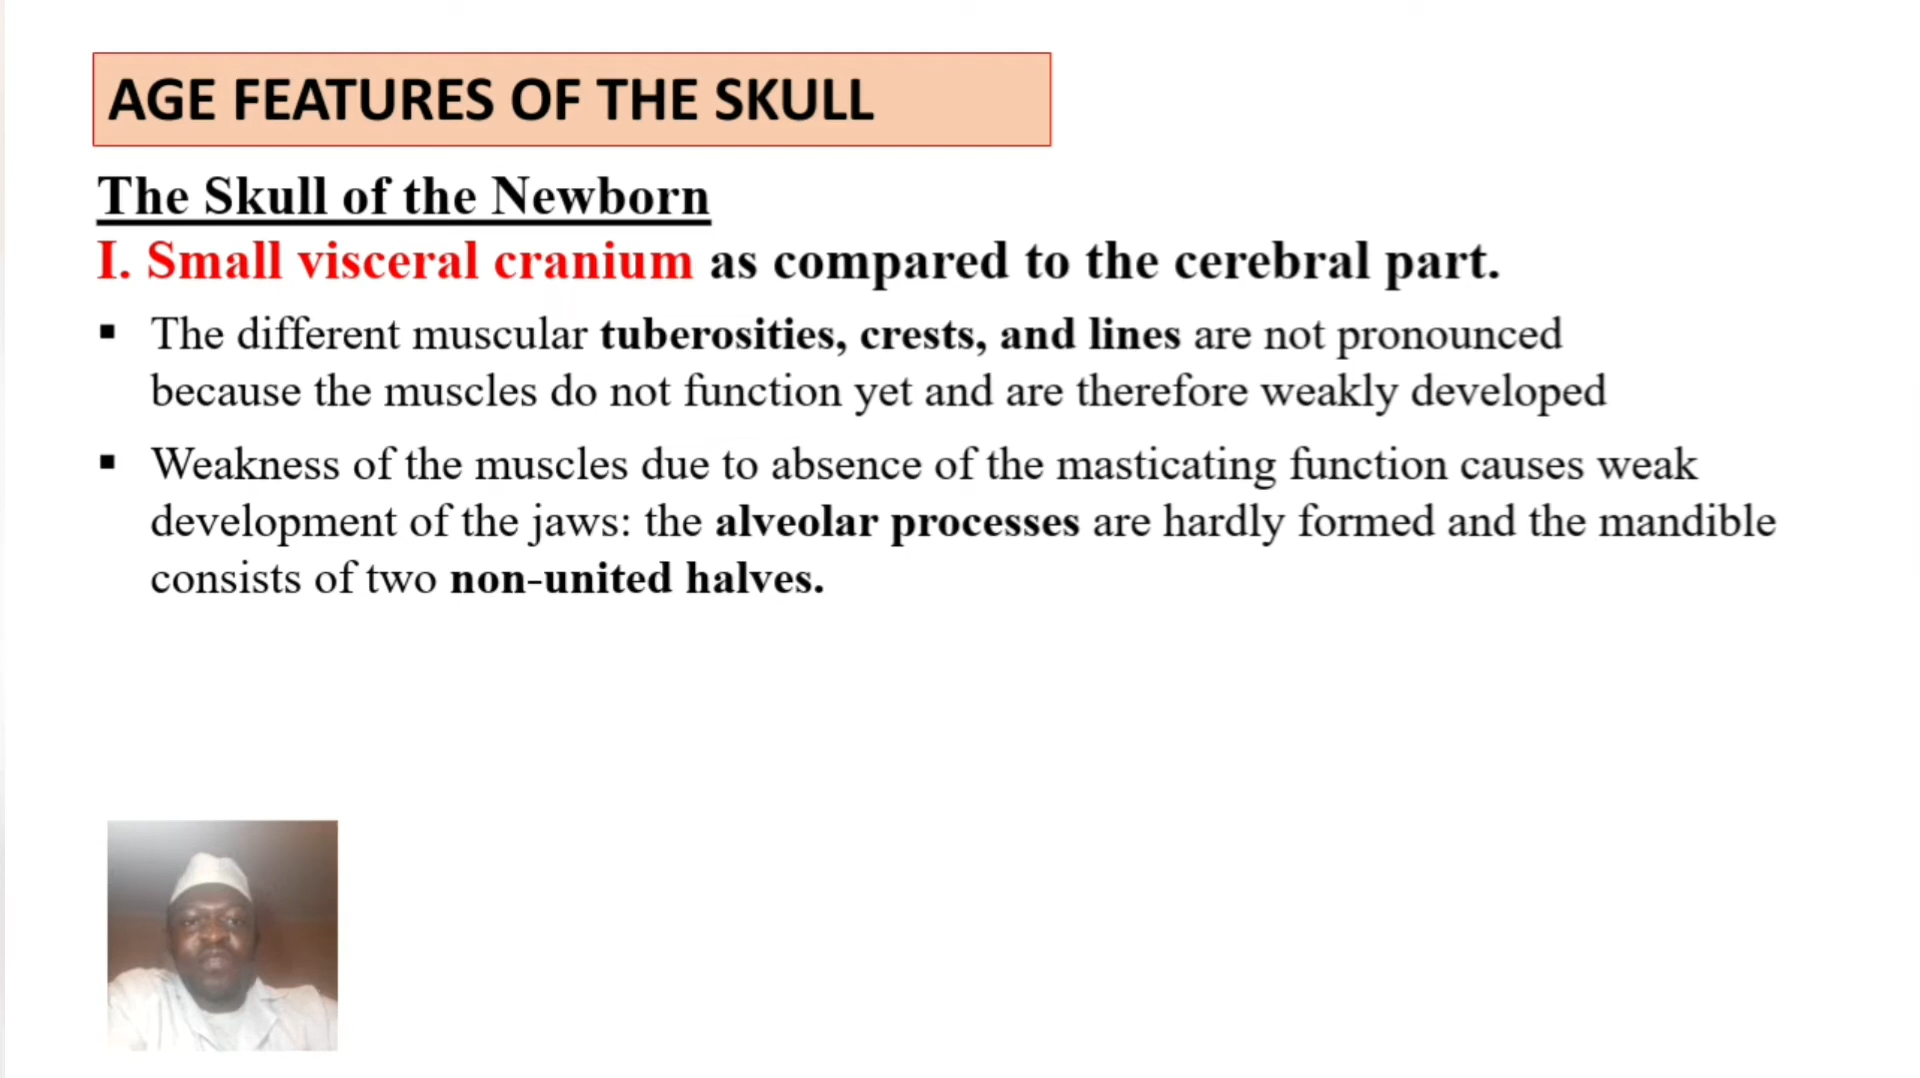 AGE FEATURES OF THE SKULL
The Skull of the Newborn
I. Small visceral cranium as compared to the cerebral part.
▪ The different muscular tuberosities, crests, and lines are not pronounced
because the muscles do not function yet and are therefore weakly developed
▪ Weakness of the muscles due to absence of the masticating function causes weak
development of the jaws: the alveolar processes are hardly formed and the mandible
consists of two non-united halves.